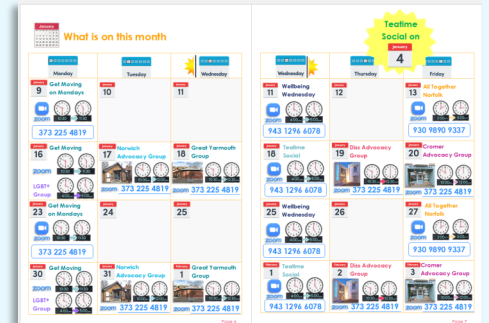 January
What is on this month
Monday
Tuesday
Wednesday
January
9
Get Moving
on Mondays
zoom
373 225 4819
January
10
January
11
January
16
Get Moving
zoom
LGBT+
Group
January
17
Norwich
Advocacy Group
zoom 373 225 4819
January
18
Great Yarmouth
Group
zoom 373 225 4819
January
23
Get Moving
on Mondays
zoom
373 225 4819
January
24
January
25
January
30
Get Moving
zoom
LGBT+
Group
January
31
Norwich
Advocacy Group
zoom 373 225 4819
February
1
Great Yarmouth
Group
zoom 373 225 4819
Teatime
Social on
January
4
Wednesday
Thursday
Friday
January
11
Wellbeing
Wednesday
zoom
943 1296 6078
January
12
January
13
All Together
Norfolk
zoom
930 9890 9337
January
18
Teatime
Social
zoom
943 1296 6078
January
19
Diss Advocacy
Group
zoom 373 225 4819
January
20
Cromer
Advocacy Group
zoom 373 225 4819
January
25
Wellbeing
Wednesday
zoom
943 1296 6078
January
26
January
27
All Together
Norfolk
zoom
930 9890 9337
February
1
Teatime
Social
zoom
943 1296 6078
February
2
Diss Advocacy
Group
zoom 373 225 4819
February
3
Cromer
Advocacy Group
zoom 373 225 4819